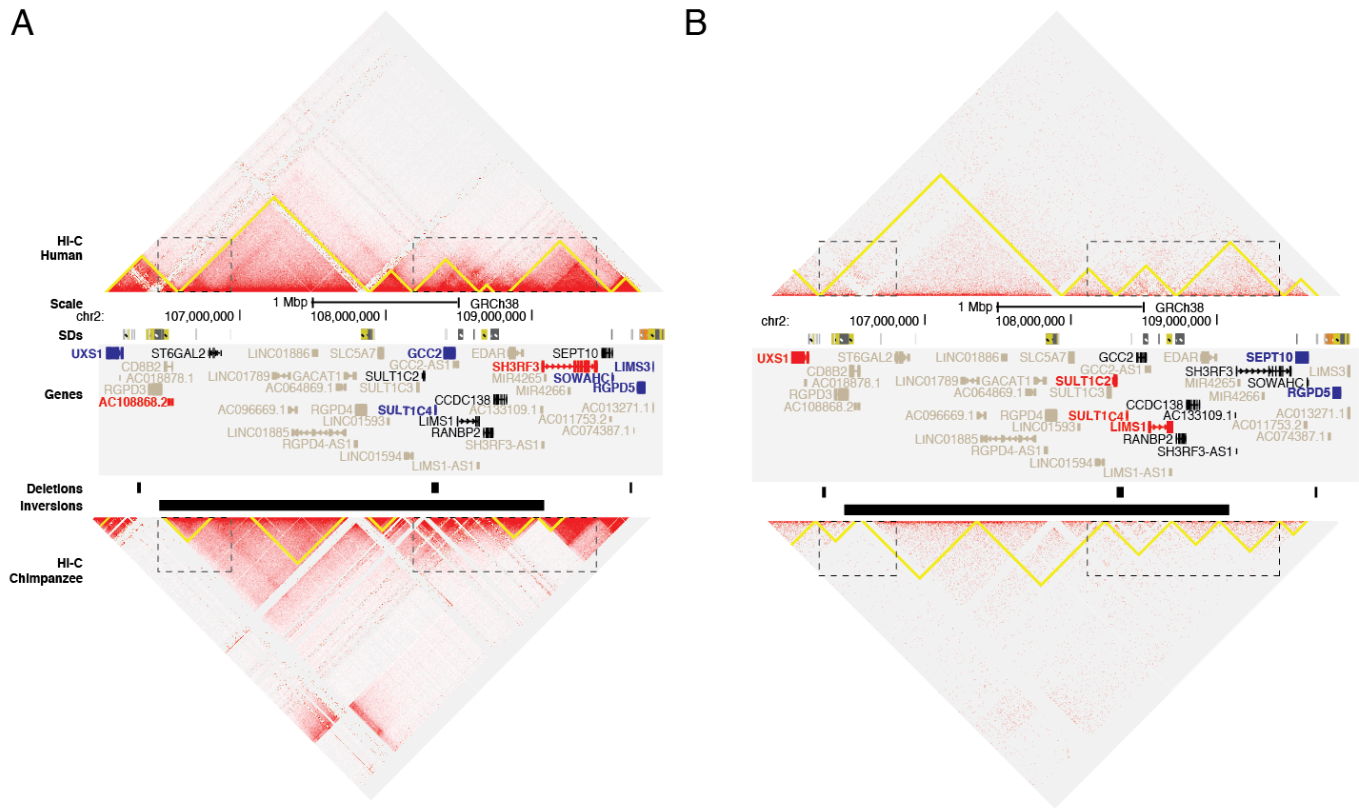 A
HI-C
Human
Scale
1 Mbp
GRCh38
chr2:
107,000,000
108,000,000
109,000,000
SDs
UXS1
ST6GAL2
LINC01886
SLC5A7
GCC2
EDAR
SEPT10
CD8B2
GCC2-AS1
SH3RF3
LIMS3
AC018878.1
LINC01789
GACAT1
SULT1C2
MIR4265
SOWAHC
Genes
RGPD3
AC064869.1
SULT1C3
MIR4266
RGPD5
AC108868.2
CCDC138
AC096669.1
RGPD4
SULT1C4
AC133109.1
AC013271.1
LINC01593
LIMS1
AC011753.2
LINC01885
RANBP2
AC074387.1
RGPD4-AS1
SH3RF3-AS1
LINC01594
LIMS1-AS1
Deletions
Inversions
HI-C
Chimpanzee
B
1 Mbp
GRCh38
chr2:
107,000,000
108,000,000
109,000,000
UXS1
ST6GAL2
LINC01886
SLC5A7
GCC2
EDAR
SEPT10
CD8B2
GCC2-AS1
SH3RF3
LIMS3
AC018878.1
LINC01789
GACAT1
SULT1C2
MIR4265
SOWAHC
RGPD3
AC064869.1
SULT1C3
MIR4266
RGPD5
AC108868.2
CCDC138
AC096669.1
RGPD4
SULT1C4
AC133109.1
AC013271.1
LINC01593
LIMS1
AC011753.2
LINC01885
RANBP2
AC074387.1
RGPD4-AS1
SH3RF3-AS1
LINC01594
LIMS1-AS1